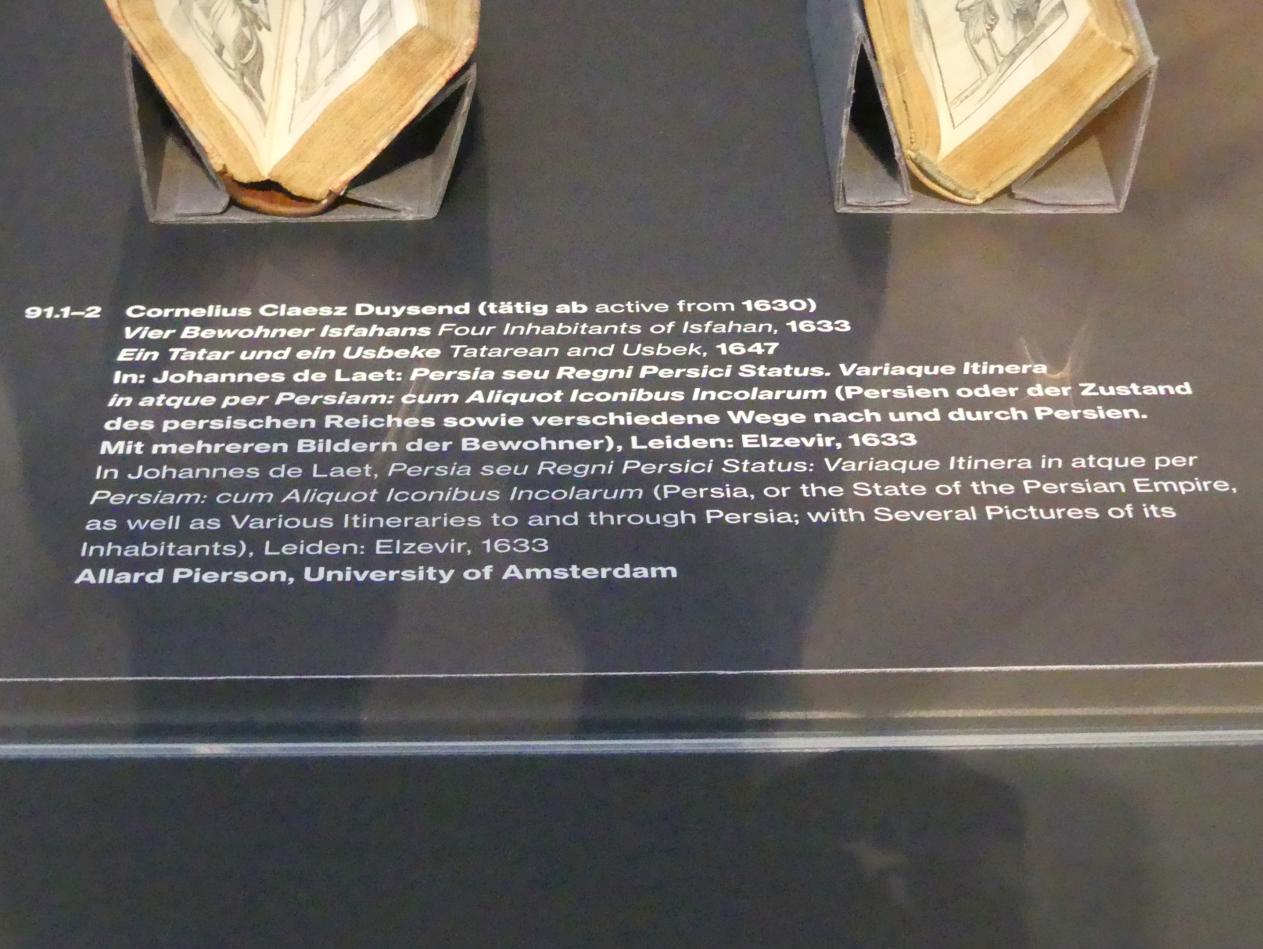 91.1–2 Cornelius Claesz Duysend (tätig ab active from 1630)
Vier Bewohner Isfahans Four Inhabitants of Isfahan, 1633
Ein Tatar und ein Usbeke Tatarean and Usbek, 1647
In: Johannes de Laet: Persia seu Regni Persici Status. Variaque Itinera
in atque per Persiam: cum Aliquot Iconibus Incolarum (Persien oder der Zustand
des persischen Reiches sowie verschiedene Wege nach und durch Persien.
Mit mehreren Bildern der Bewohner), Leiden: Elzevir, 1633
In Johannes de Laet, Persia seu Regni Persici Status: Variaque Itinera in atque per
Persiam: cum Aliquot Iconibus Incolarum (Persia, or the State of the Persian Empire,
as well as Various Itineraries to and through Persia; with Several Pictures of its
Inhabitants), Leiden: Elzevir, 1633
Allard Pierson, University of Amsterdam